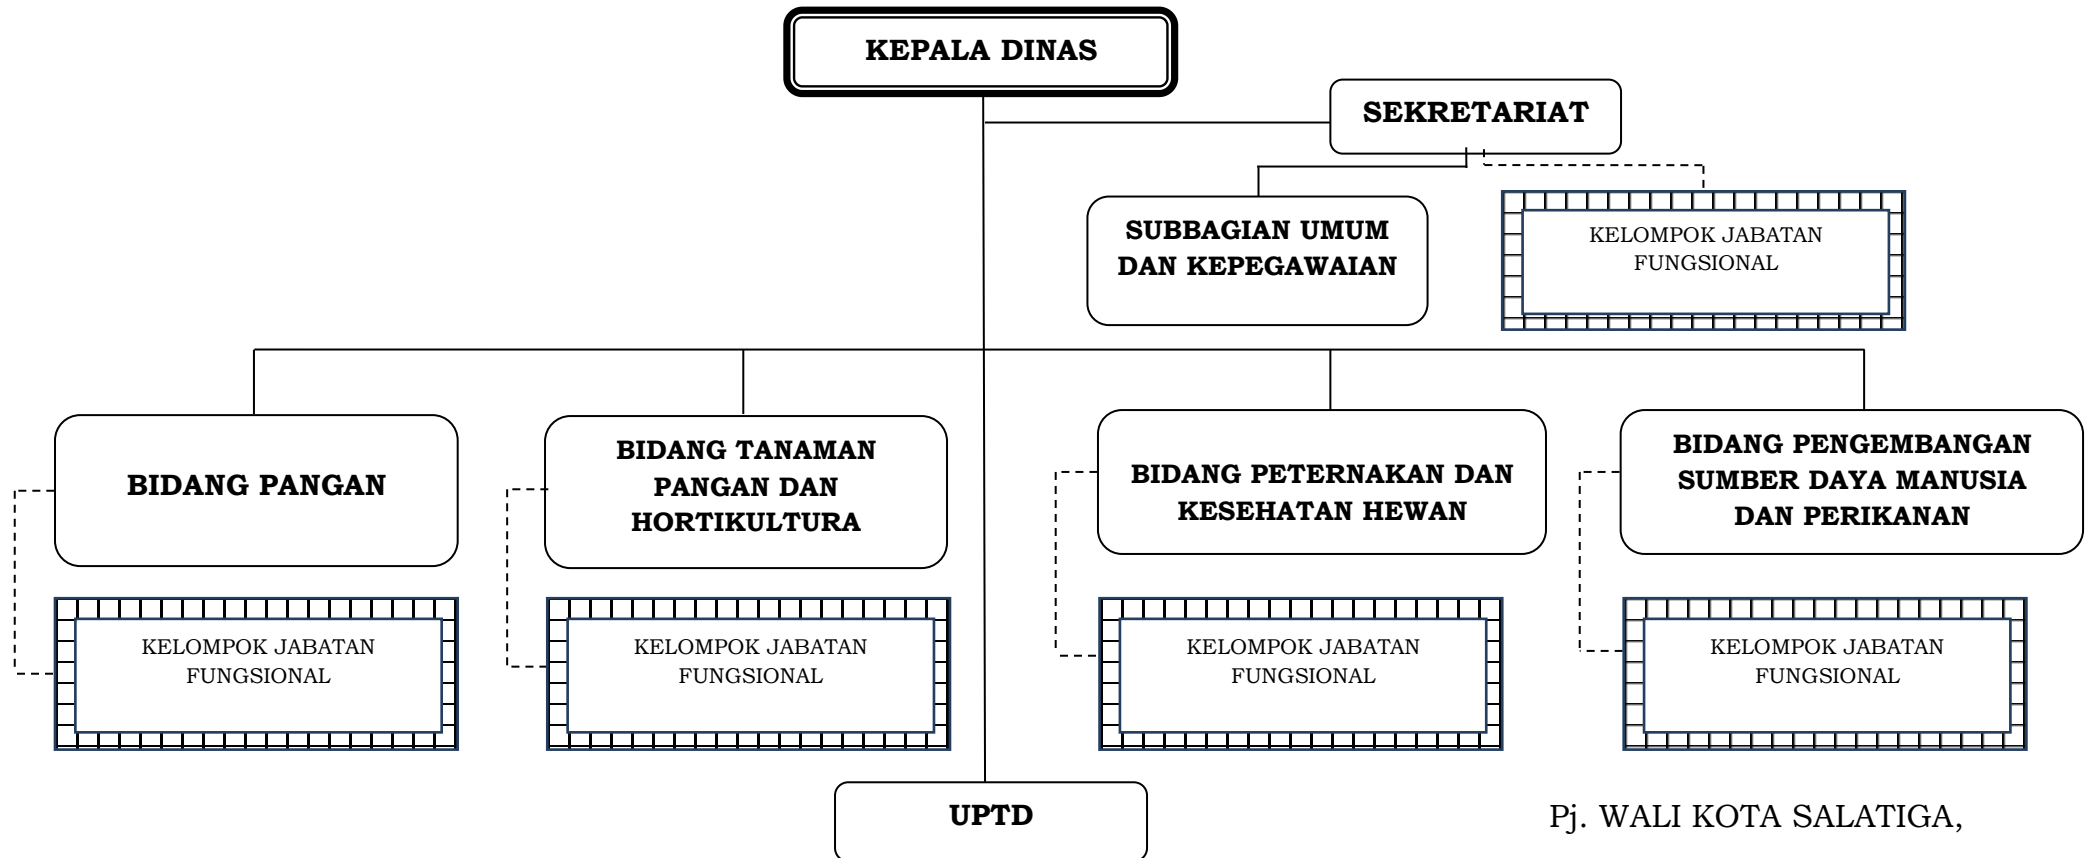 KEPALA DINAS
SEKRETARIAT
SUBBAGIAN UMUM
DAN KEPEGAWAIAN
KELOMPOK JABATAN
FUNGSIONAL
BIDANG PANGAN
BIDANG TANAMAN
PANGAN DAN
HORTIKULTURA
BIDANG PETERNAKAN DAN
KESEHATAN HEWAN
BIDANG PENGEMBANGAN
SUMBER DAYA MANUSIA
DAN PERIKANAN
KELOMPOK JABATAN
FUNGSIONAL
KELOMPOK JABATAN
FUNGSIONAL
KELOMPOK JABATAN
FUNGSIONAL
KELOMPOK JABATAN
FUNGSIONAL
UPTD
Pj. WALI KOTA SALATIGA,